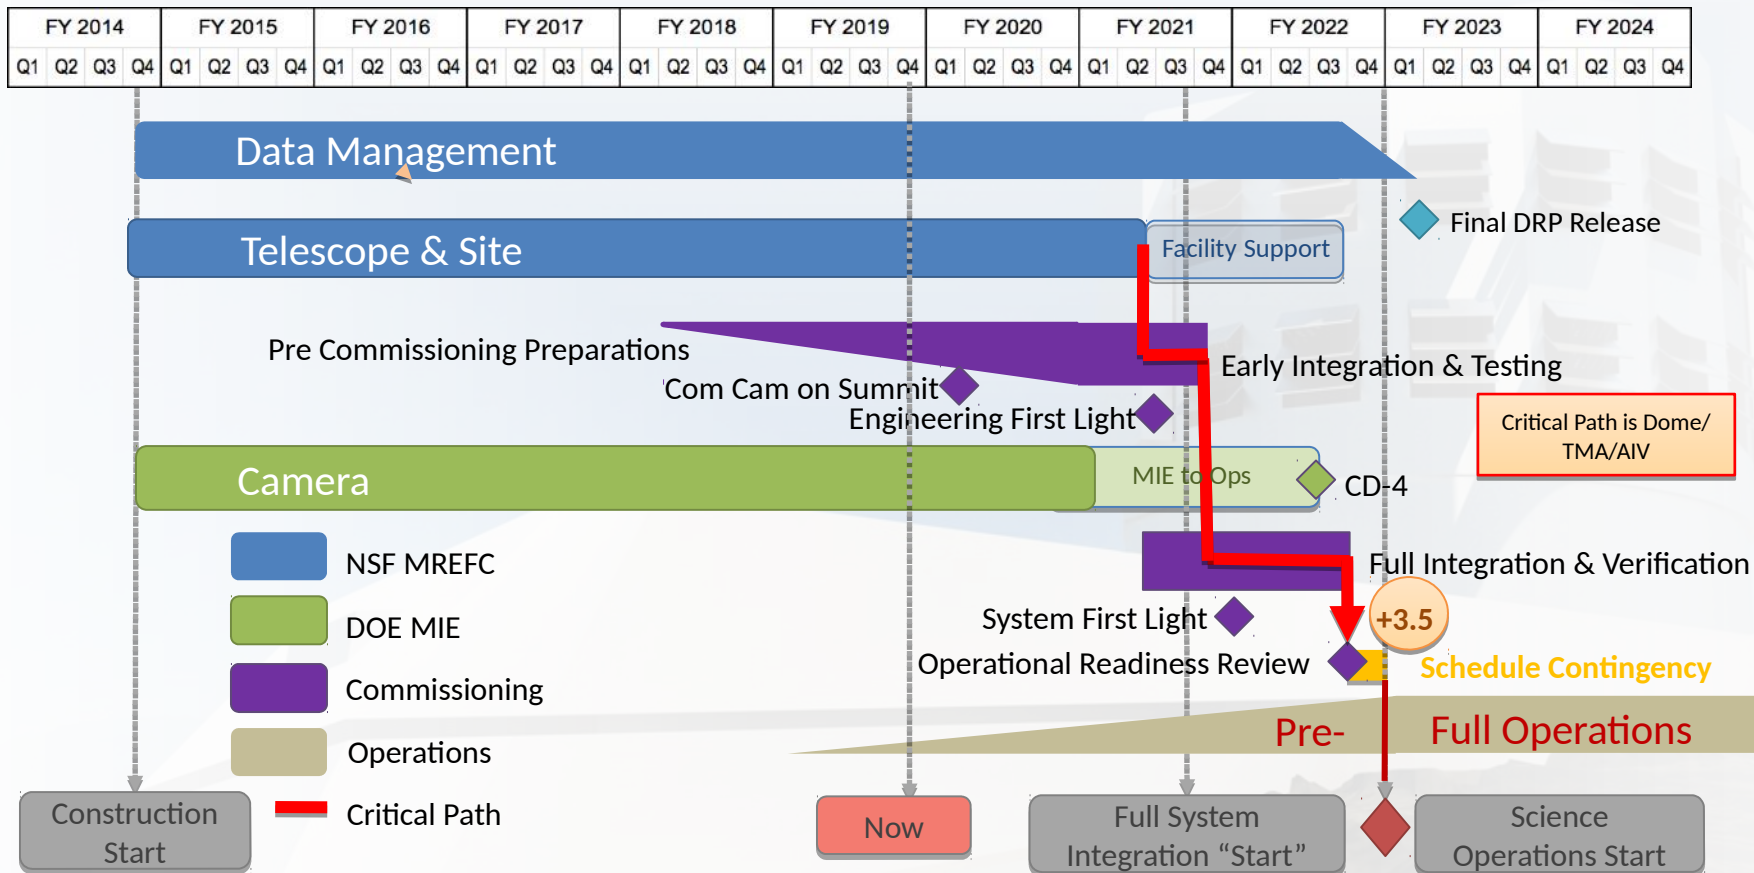 FY 2014 FY 2015 FY 2016 FY 2017 FY 2018 FY 2019 FY 2020 FY 2021 FY 2022 FY 2023 FY 2024
Q1 Q2 Q3 Q4 Q1 Q2 Q3 Q4 Q1 Q2 Q3 Q4 Q1 Q2 Q3 Q4 Q1 Q2 Q3 Q4 Q1 Q2 Q3 Q4 Q1 Q2 Q3 Q4 Q1 Q2 Q3 Q4 Q1 Q2 Q3 Q4 Q1 Q2 Q3 Q4 Q1 Q2 Q3 Q4
Data Management
Final DRP Release
Telescope & Site
Facility Support
Pre Commissioning Preparations
Early Integration & Testing
Com Cam on Summit
Engineering First Light
Critical Path is Dome/
TMA/AIV
Camera
MIE to Ops
CD-4
NSF MREFC
Full Integration & Verification
DOE MIE
System First Light
+3.5
Operational Readiness Review
Schedule Contingency
Commissioning
Pre-
Full Operations
Operations
Critical Path
Construction
Start
Now
Full System
Integration “Start”
Science
Operations Start